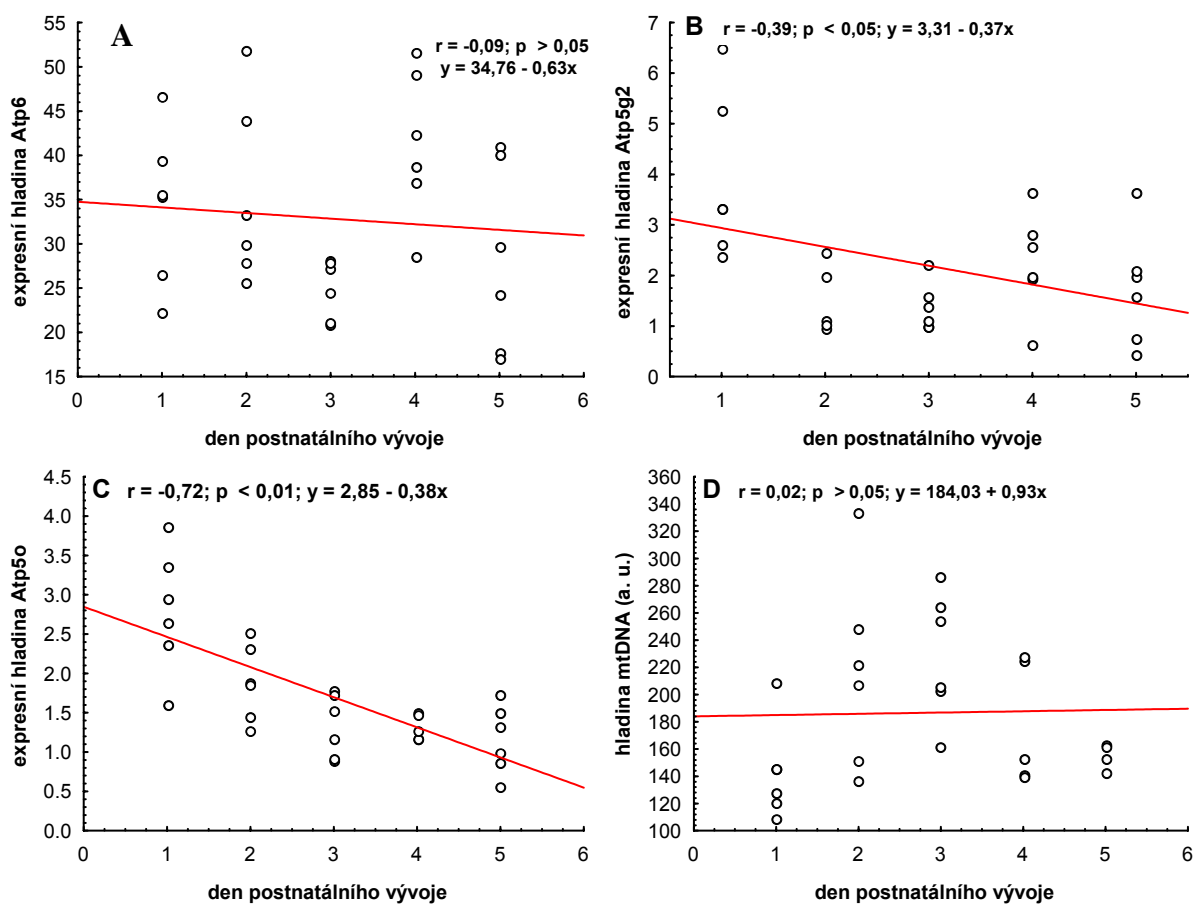 A
r = -0,09; p > 0,05
y = 34,76 - 0,63x
expresní hladina Atp6
55
50
45
40
35
30
25
20
15
0 1 2 3 4 5 6
den postnatálního vývoje
B r = -0,39; p < 0,05; y = 3,31 - 0,37x
expresní hladina Atp5g2
7
6
5
4
3
2
1
0
1 2 3 4 5
den postnatálního vývoje
C r = -0,72; p < 0,01; y = 2,85 - 0,38x
expresní hladina Atp5o
4.5
4.0
3.5
3.0
2.5
2.0
1.5
1.0
0.5
0.0
0 1 2 3 4 5 6
den postnatálního vývoje
D r = 0,02; p > 0,05; y = 184,03 + 0,93x
hladina mtDNA (a. u.)
360
340
320
300
280
260
240
220
200
180
160
140
120
100
0 1 2 3 4 5 6
den postnatálního vývoje